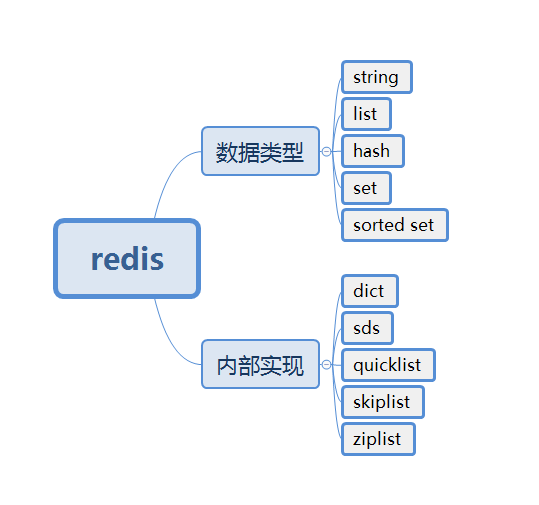 redis
数据类型
string
list
hash
set
sorted set
内部实现
dict
sds
quicklist
skiplist
ziplist